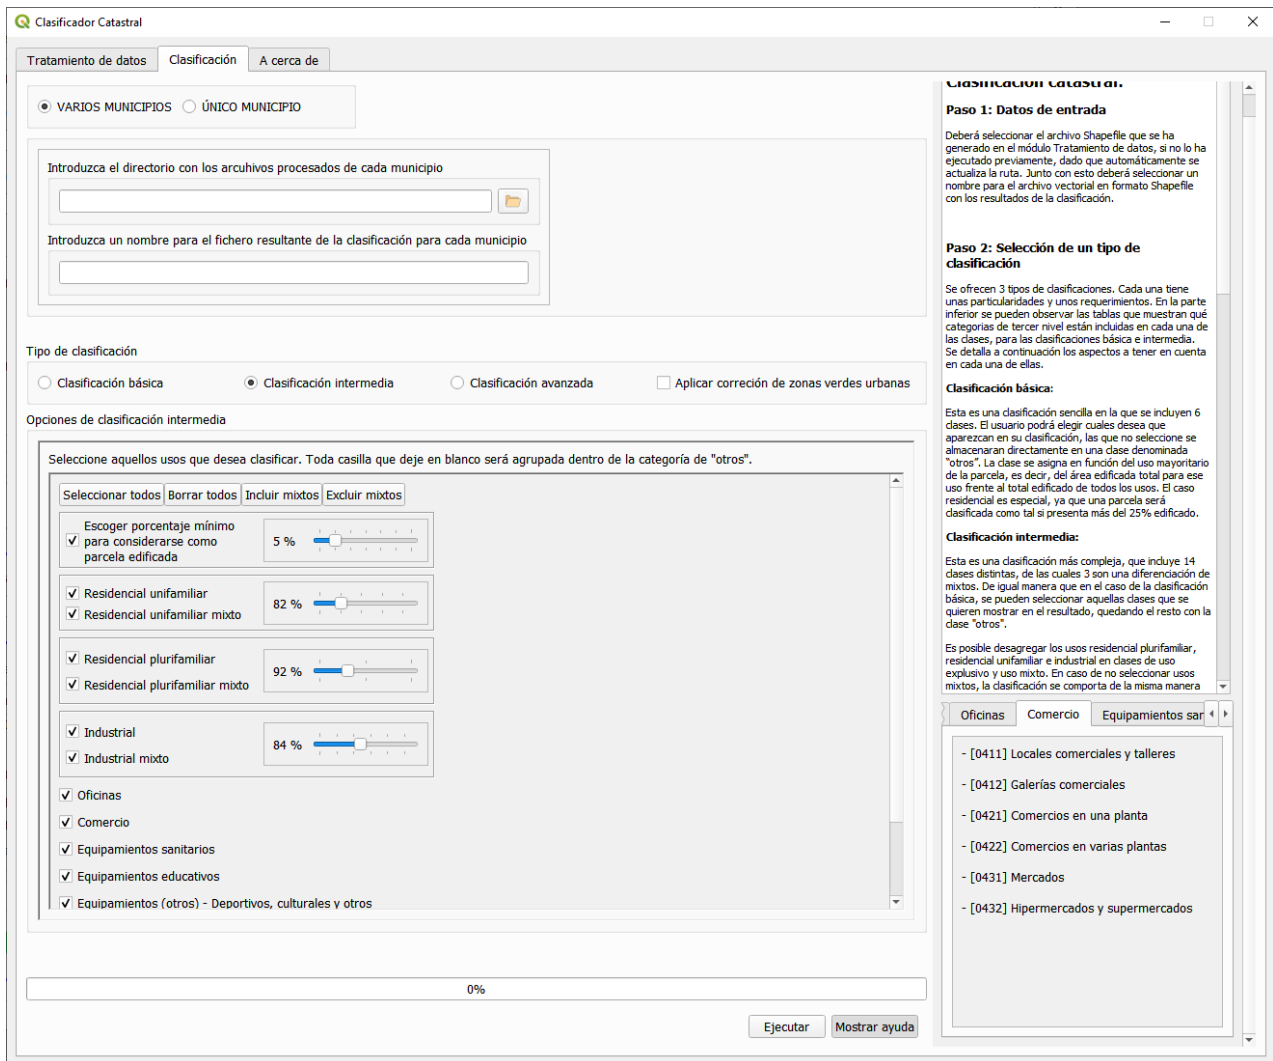 Clasificador Catastral
Tratamiento de datos
Clasificación
A cerca de
VARIOS MUNICIPIOS
ÚNICO MUNICIPIO
Introduzca el directorio con los arcuhivos procesados de cada municipio
Introduzca un nombre para el fichero resultante de la clasificación para cada municipio
Tipo de clasificación
Clasificación básica
Clasificación intermedia
Clasificación avanzada
Aplicar correción de zonas verdes urbanas
Opciones de clasificación intermedia
Seleccione aquellos usos que desea clasificar. Toda casilla que deje en blanco será agrupada dentro de la categoría de "otros".
Seleccionar todos
Borrar todos
Incluir mixtos
Excluir mixtos
Escoger porcentaje mínimo
para considerarse como
parcela edificada
5 %
Residencial unifamiliar
Residencial unifamiliar mixto
82 %
Residencial plurifamiliar
Residencial plurifamiliar mixto
92 %
Industrial
Industrial mixto
84 %
Oficinas
Comercio
Equipamientos sanitarios
Equipamientos educativos
Equipamientos (otros) - Deportivos, culturales y otros
0%
Ejecutar
Mostrar ayuda
Clasificación catastral.
Paso 1: Datos de entrada
Deberá seleccionar el archivo Shapefile que se ha
generado en el módulo Tratamiento de datos, si no lo ha
ejecutado previamente, dado que automáticamente se
actualiza la ruta. Junto con esto deberá seleccionar un
nombre para el archivo vectorial en formato Shapefile
con los resultados de la clasificación.
Paso 2: Selección de un tipo de
clasificación
Se ofrecen 3 tipos de clasificaciones. Cada una tiene
unas particularidades y unos requerimientos. En la parte
inferior se pueden observar las tablas que muestran qué
categorias de tercer nivel están incluidas en cada una de
las clases, para las clasificaciones básica e intermedia.
Se detalla a continuación los aspectos a tener en cuenta
en cada una de ellas.
Clasificación básica:
Esta es una clasificación sencilla en la que se incluyen 6
clases. El usuario podrá elegir cuales desea que
aparezcan en su clasificación, las que no seleccione se
almacenaran directamente en una clase denominada
"otros". La clase se asigna en función del uso mayoritario
de la parcela, es decir, del área edificada total para ese
uso frente al total edificado de todos los usos. El caso
residencial es especial, ya que una parcela será
clasificada como tal si presenta más del 25% edificado.
Clasificación intermedia:
Esta es una clasificación más compleja, que incluye 14
clases distintas, de las cuales 3 son una diferenciación de
mixtos. De igual manera que en el caso de la clasificación
básica, se pueden seleccionar aquellas clases que se
quieren mostrar en el resultado, quedando el resto con la
clase "otros".
Es posible desagregar los usos residencial plurifamiliar,
residencial unifamiliar e industrial en clases de uso
explusivo y uso mixto. En caso de no seleccionar usos
mixtos, la clasificación se comporta de la misma manera
Oficinas
Comercio
Equipamientos sar
- [0411] Locales comerciales y talleres
- [0412] Galerías comerciales
- [0421] Comercios en una planta
- [0422] Comercios en varias plantas
- [0431] Mercados
- [0432] Hipermercados y supermercados